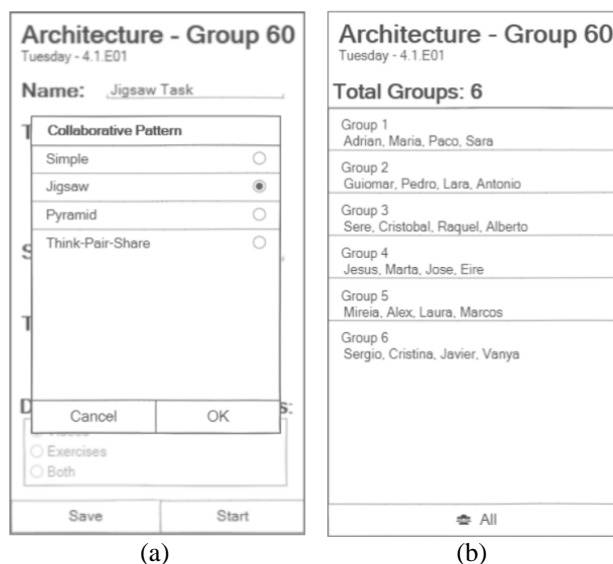 Architecture - Group 60
Tuesday - 4.1.E01
Name: Jigsaw Task
Collaborative Pattern
Simple
Jigsaw
Pyramid
Think-Pair-Share
Cancel
OK
Exercises
Both
Save
Start
(a)
Architecture - Group 60
Tuesday - 4.1.E01
Total Groups: 6
Group 1
Adrian, Maria, Paco, Sara
Group 2
Guiomar, Pedro, Lara, Antonio
Group 3
Sere, Cristobal, Raquel, Alberto
Group 4
Jesus, Marta, Jose, Eire
Group 5
Mireia, Alex, Laura, Marcos
Group 6
Sergio, Cristina, Javier, Vanya
All
(b)